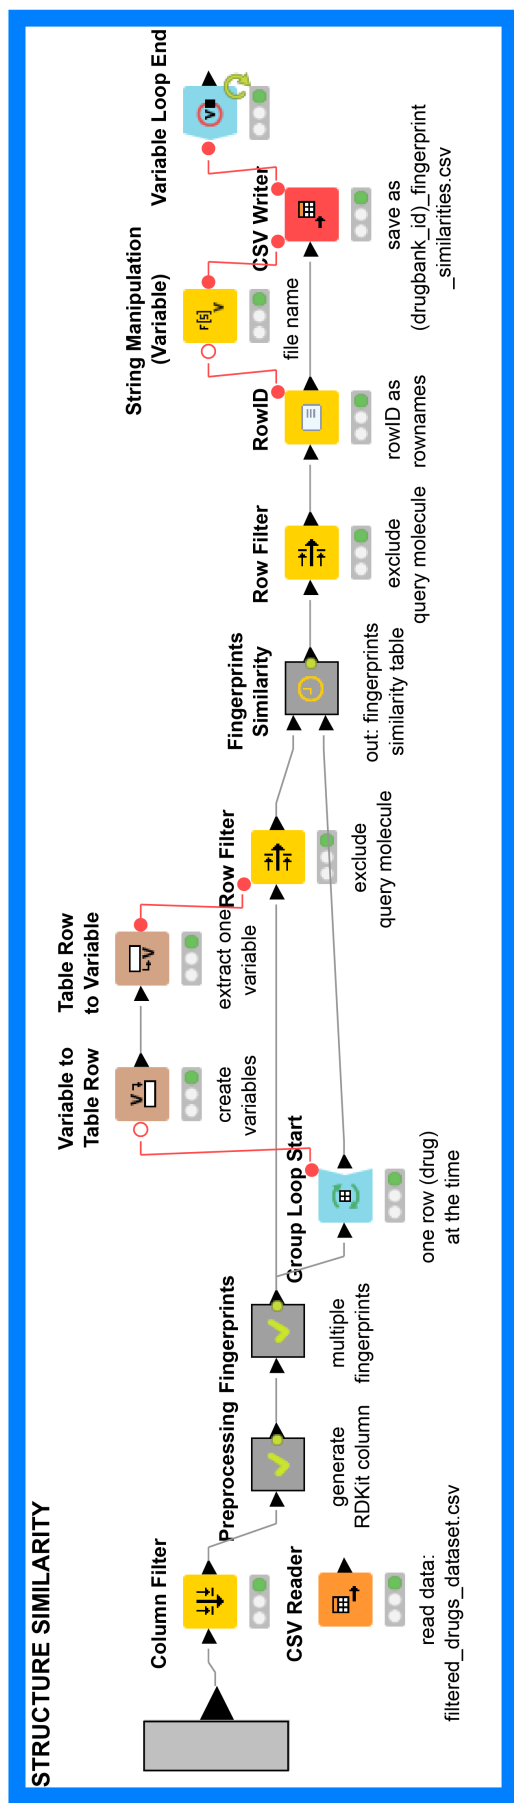 STRUCTURE SIMILARITY
Column Filter
CSV Reader
read data:
filtered_drugs_dataset.csv
Preprocessing
generate
RDKit column
Fingerprints
multiple
fingerprints
Group Loop Start
one row (drug)
at the time
Variable to
Table Row
create
variables
Table Row
to Variable
extract one
variable
Row Filter
exclude
query molecule
Fingerprints
Similarity
out: fingerprints
similarity table
Row Filter
exclude
query molecule
RowID
rowID as
rownames
String Manipulation
(Variable)
F[S]
V
file name
CSV Writer
save as
(drugbank_id)_fingerprint
_similarities.csv
Variable Loop End
V
V
V